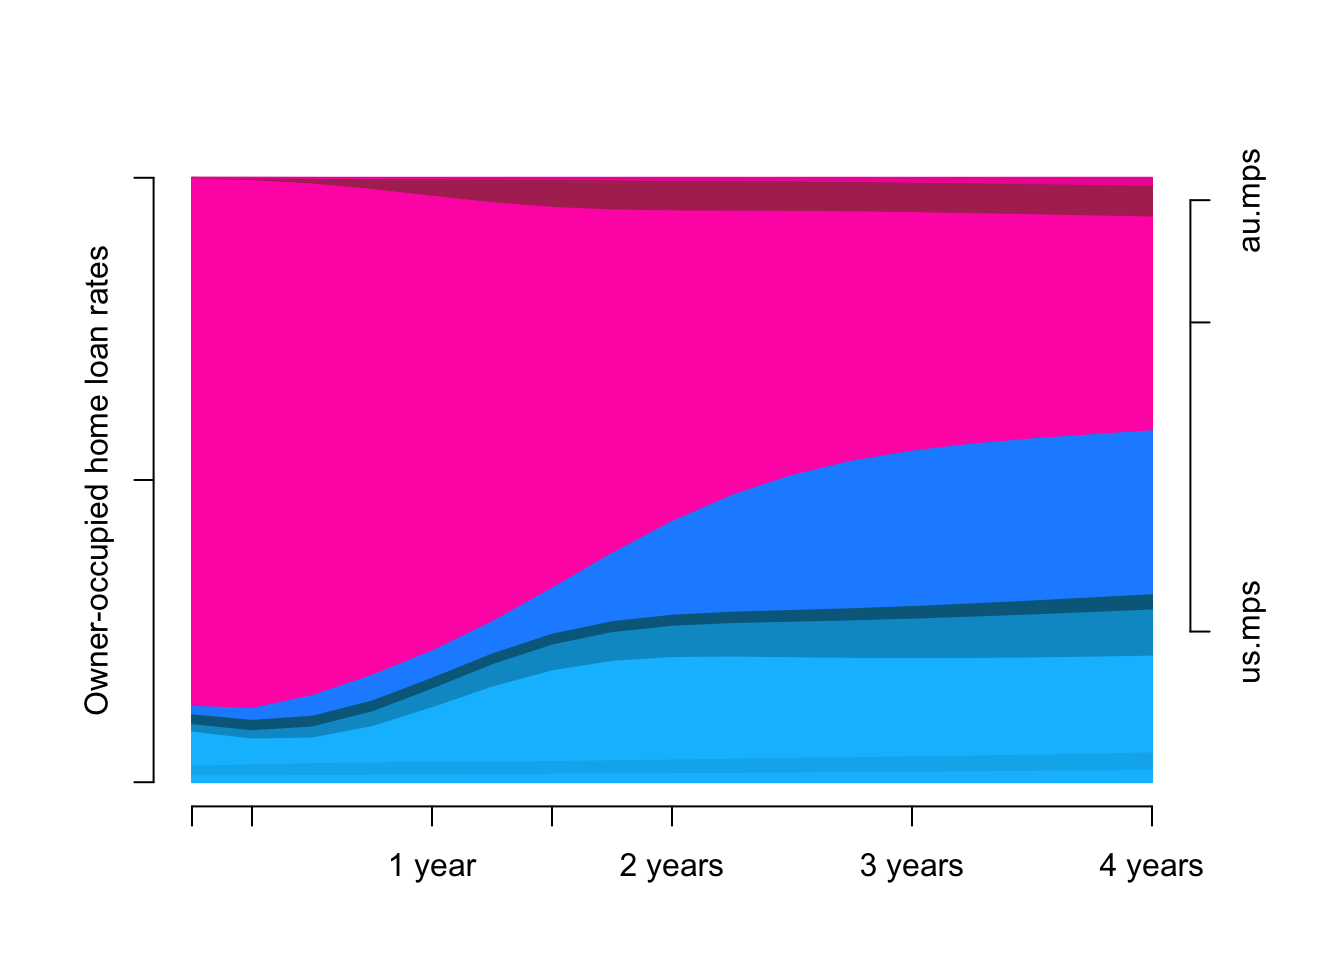 Owner-occupied home loan rates
au.mps
us.mps
1 year
2 years
3 years
4 years